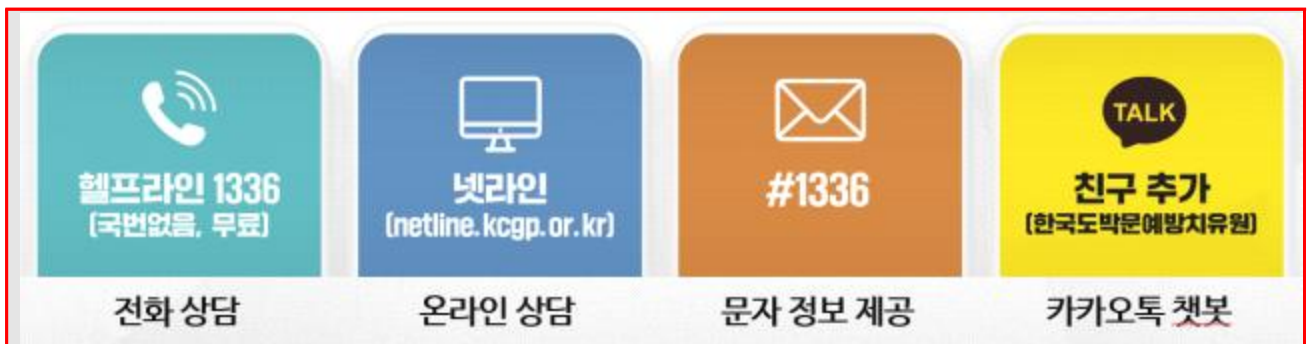 헬프라인 1336
(국번없음, 무료)
전화 상담
넷라인
(netline.kcgp.or.kr)
온라인 상담
#1336
문자 정보 제공
TALK
친구 추가
(한국도박문예방치유원)
카카오톡 챗봇